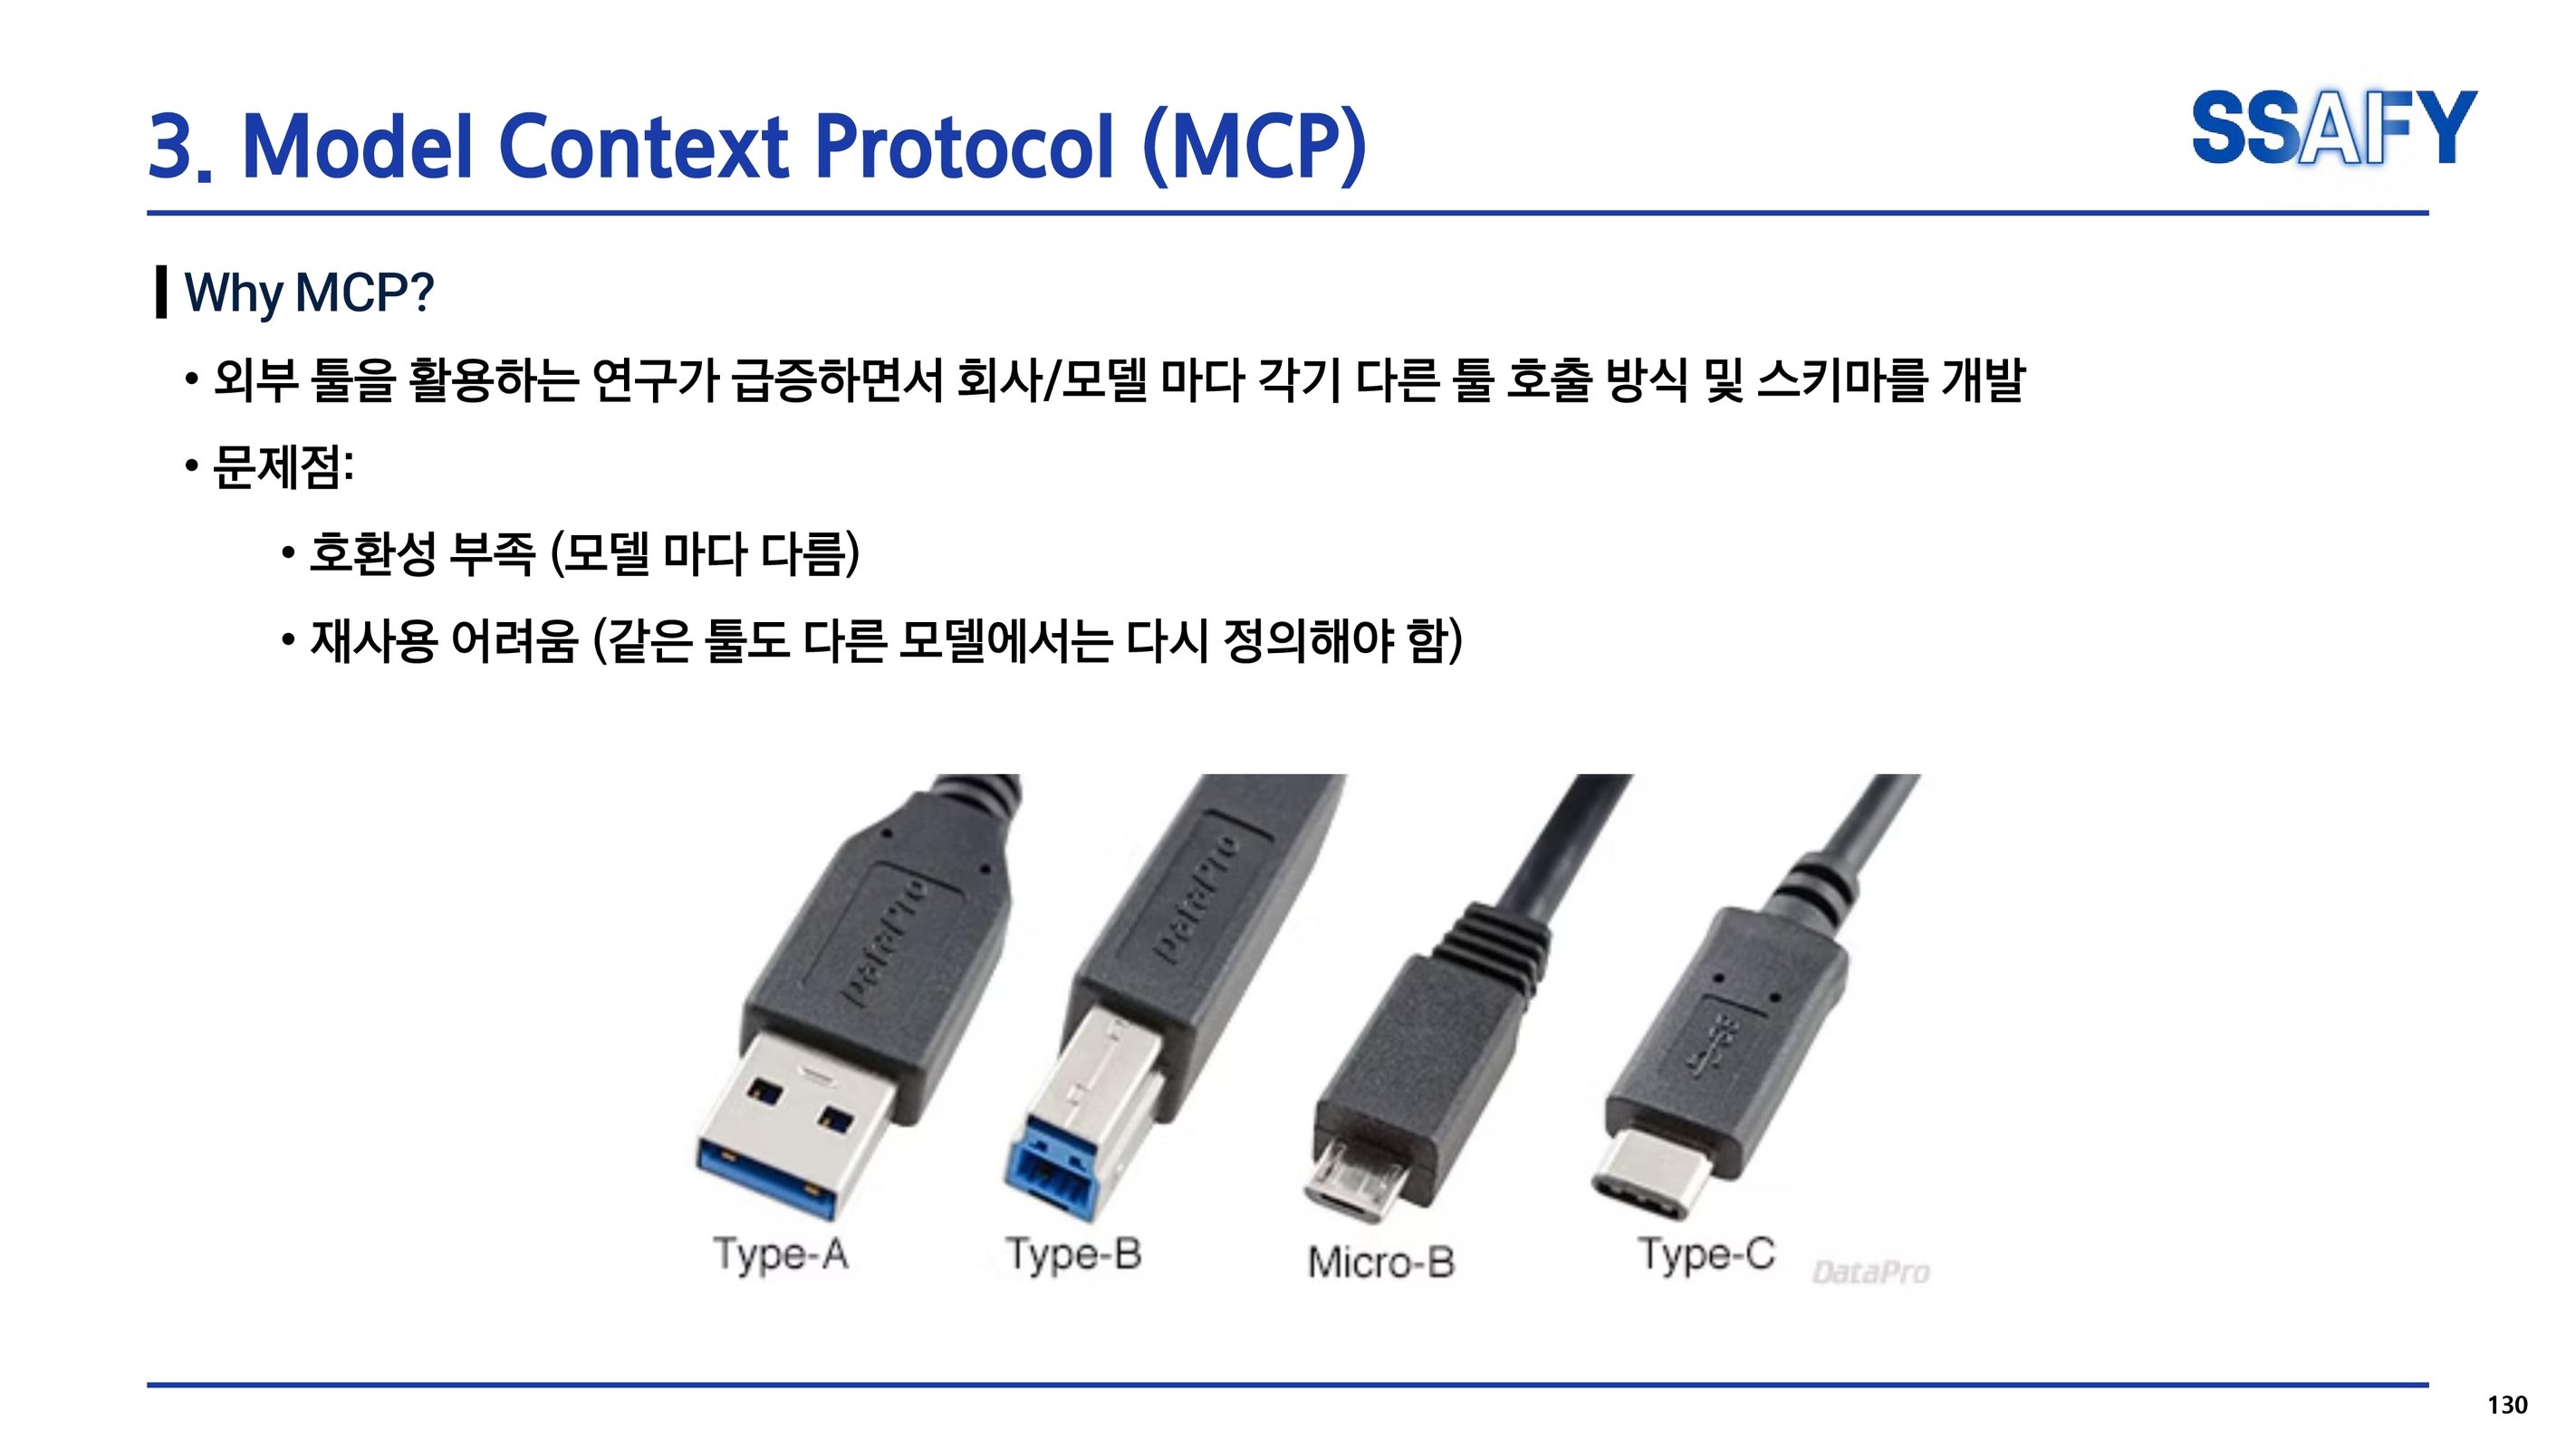 3. Model Context Protocol (MCP)
SSAFY
Why MCP?
• 외부 툴을 활용하는 연구가 급증하면서 회사/모델 마다 각기 다른 툴 호출 방식 및 스키마를 개발
• 문제점:
• 호환성 부족 (모델 마다 다름)
• 재사용 어려움 (같은 툴도 다른 모델에서는 다시 정의해야 함)
DataPro
DataPro
Type-A
Type-B
Micro-B
Type-C
DataPro
130